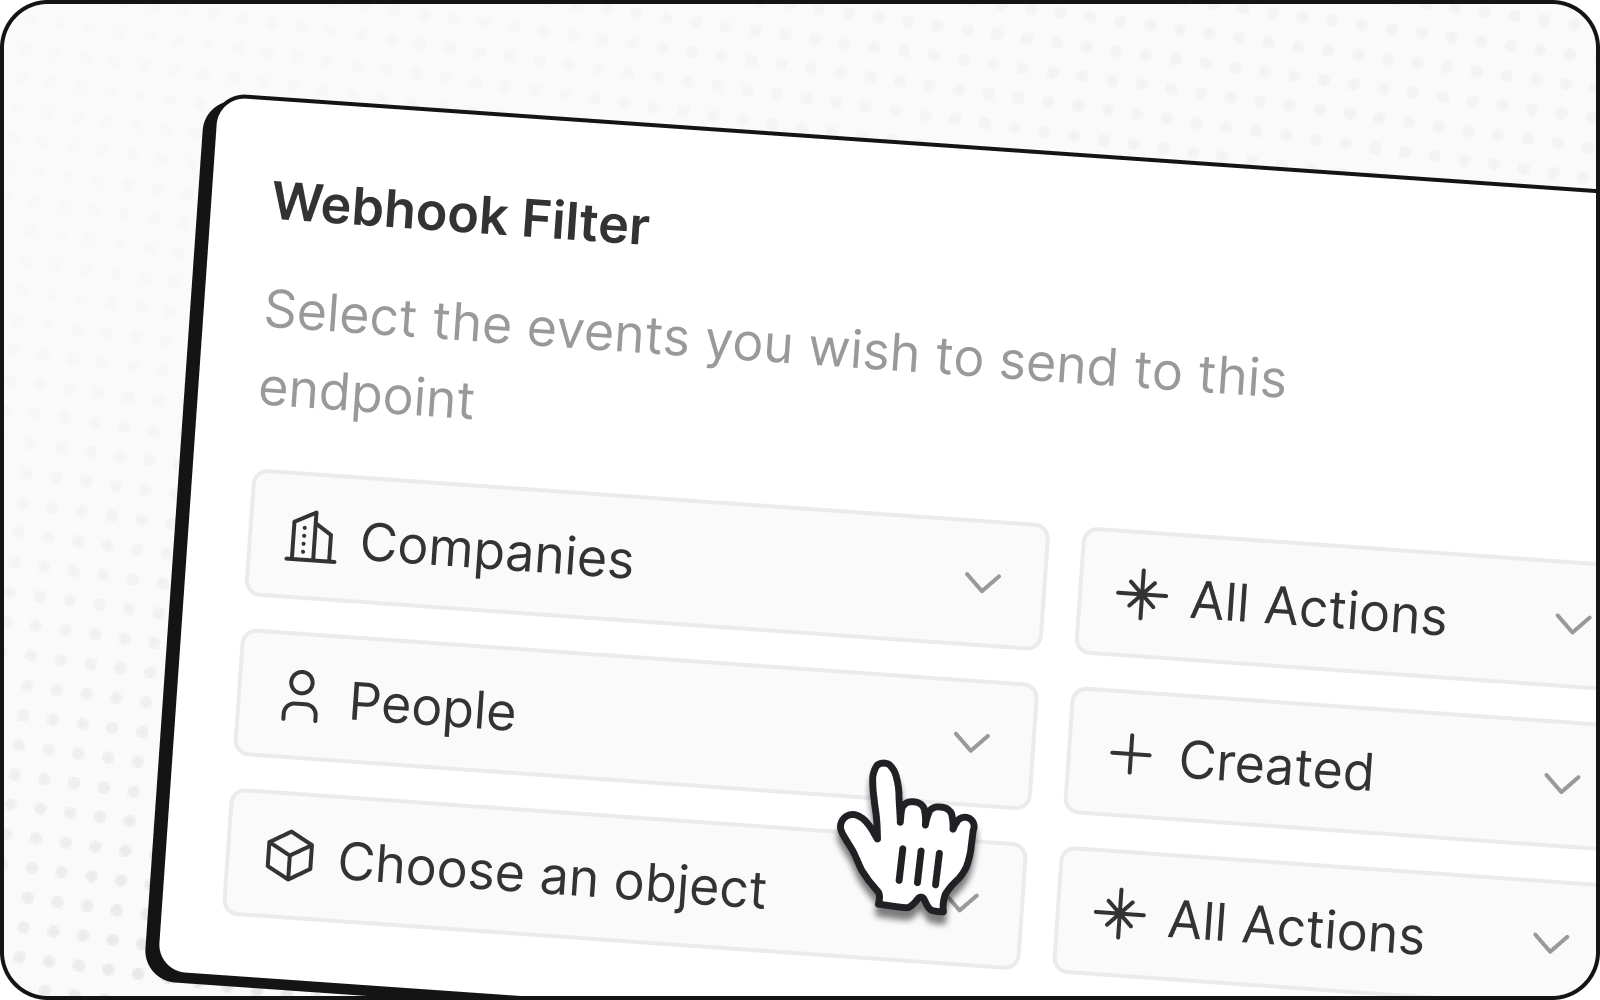 Webhook Filter
Select the events you wish to send to this
endpoint
Companies
All Actions
People
Created
Choose an object
All Actions